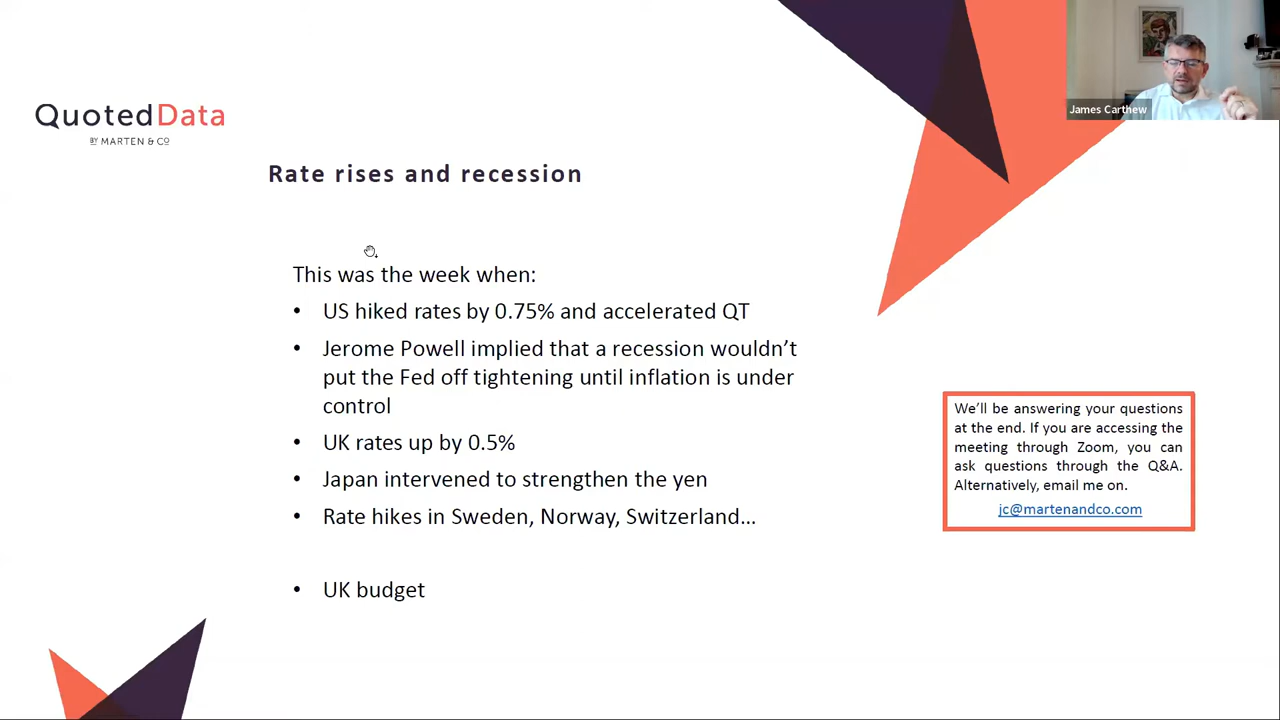 James Carthew
QuotedData
BY MARTEN & CO
Rate rises and recession
This was the week when:
• US hiked rates by 0.75% and accelerated QT
• Jerome Powell implied that a recession wouldn’t
put the Fed off tightening until inflation is under
control
• UK rates up by 0.5%
• Japan intervened to strengthen the yen
• Rate hikes in Sweden, Norway, Switzerland…
• UK budget
We’ll be answering your questions
at the end. If you are accessing the
meeting through Zoom, you can
ask questions through the Q&A.
Alternatively, email me on.
jc@martenandco.com